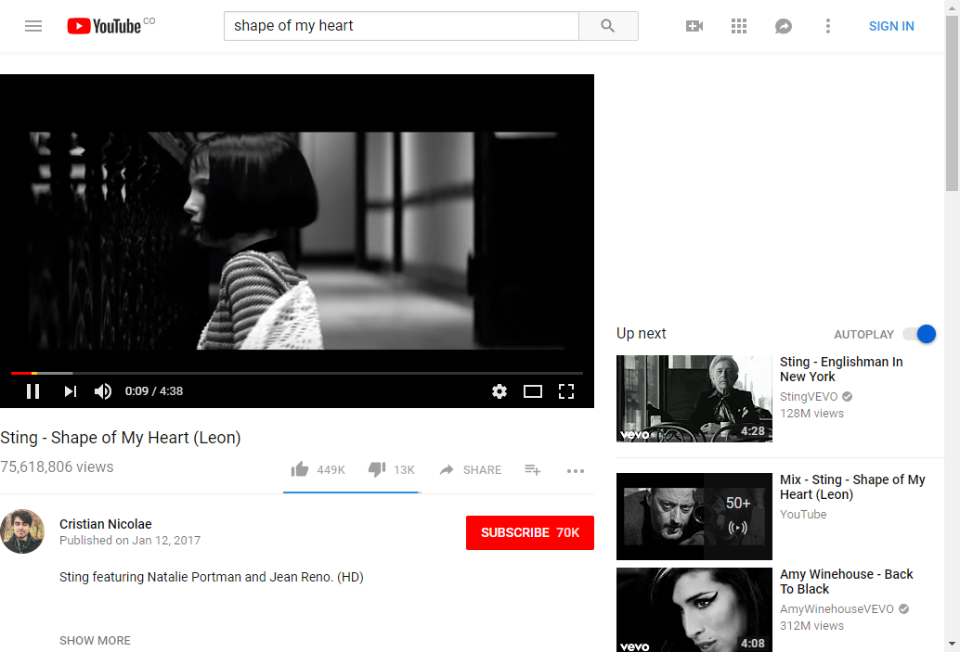 YouTube CO
shape of my heart
SIGN IN
0:09 / 4:38
Sting - Shape of My Heart (Leon)
75,618,806 views
449K
13K
SHARE
Cristian Nicolae
Published on Jan 12, 2017
SUBSCRIBE 70K
Sting featuring Natalie Portman and Jean Reno. (HD)
SHOW MORE
Up next
AUTOPLAY
vevo
4:28
Sting - Englishman In
New York
StingVEVO
128M views
50+
Mix - Sting - Shape of My
Heart (Leon)
YouTube
vevo
4:08
Amy Winehouse - Back
To Black
AmyWinehouseVEVO
312M views